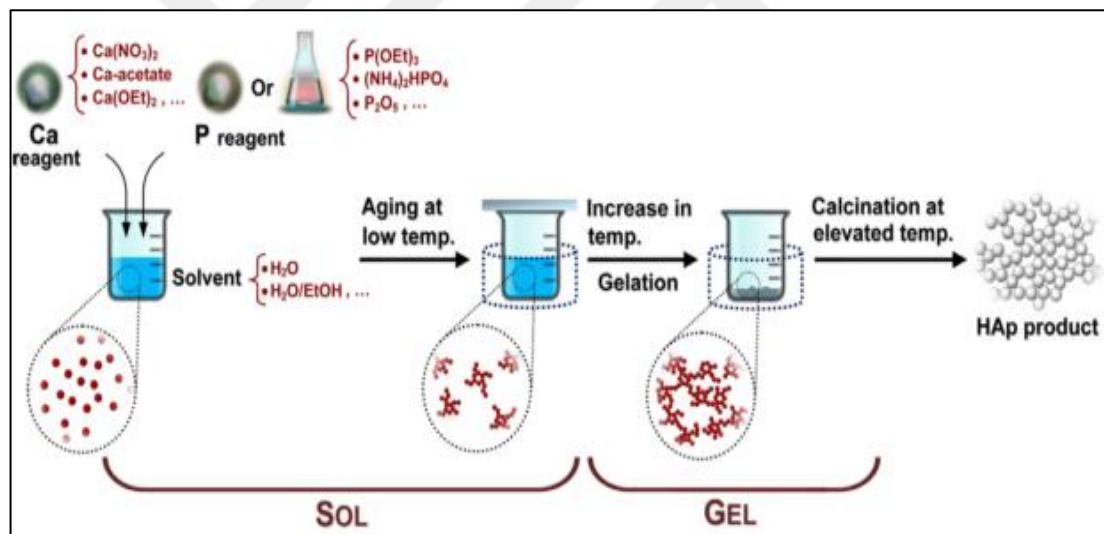 • Ca(NO₃)₂
• Ca-acetate
• Ca(OEt)₂ , ...
Ca
reagent
P reagent
Or
• P(OEt)₃
• (NH₄)₂HPO₄
• P₂O₅ , ...
Solvent
• H₂O
• H₂O/EtOH , ...
Aging at
low temp.
Increase in
temp.
Gelation
Calcination at
elevated temp.
HAp product
SOL
GEL